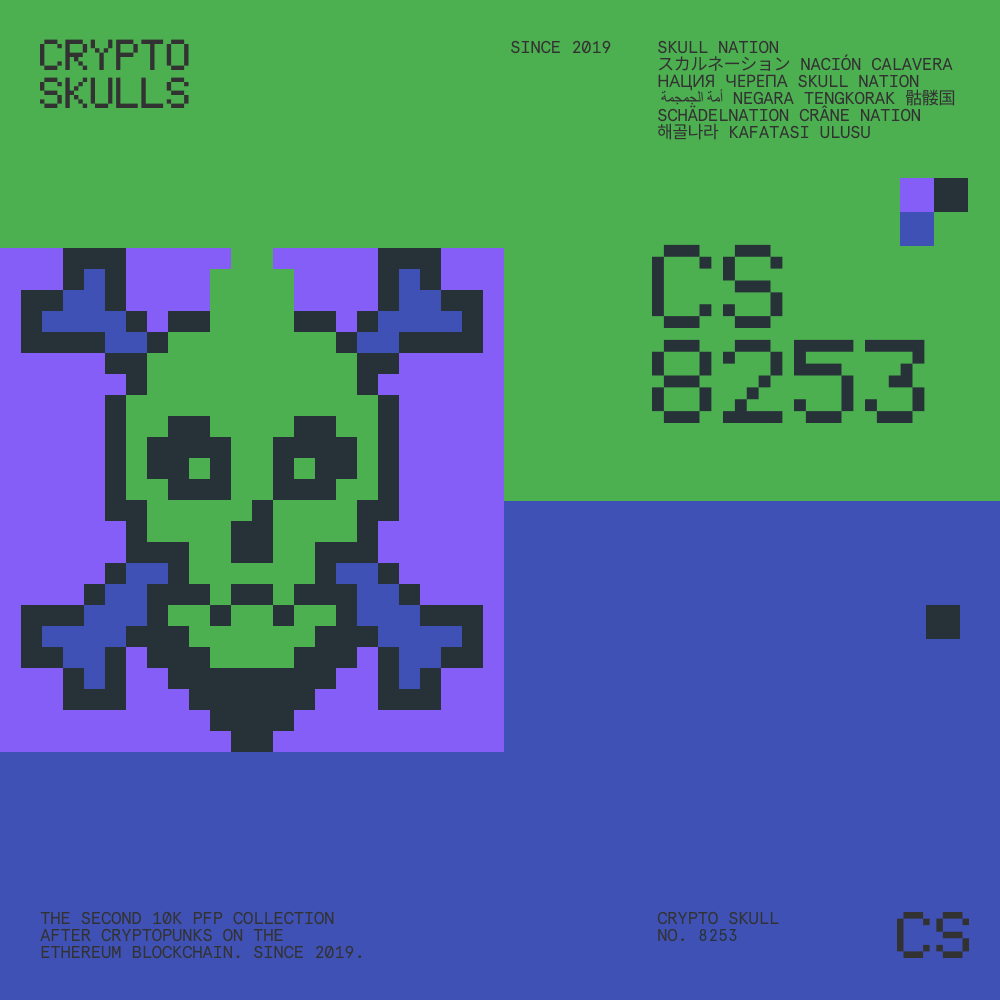 CRYPTO
SKULLS
SINCE 2019
SKULL NATION
スカルネーション NACIÓN CALAVERA
НАЦИЯ ЧЕРЕПА SKULL NATION
أمة الجمجمة NEGARA TENGKORAK 骷髅国
SCHÄDELNATION CRÂNE NATION
해골나라 KAFATASI ULUSU
CS
8253
THE SECOND 10K PFP COLLECTION
AFTER CRYPTOPUNKS ON THE
ETHEREUM BLOCKCHAIN. SINCE 2019.
CRYPTO SKULL
NO. 8253
CS